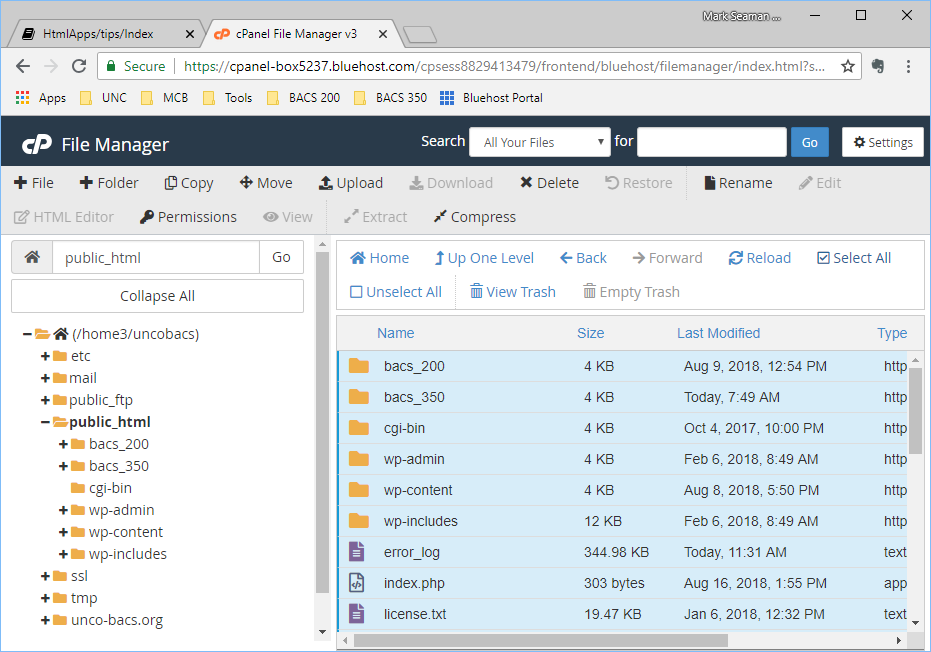 Mark Seaman ...
HtmlApps/tips/Index
cPanel File Manager v3
Secure https://cpanel-box5237.bluehost.com/cpsess8829413479/frontend/bluehost/filemanager/index.html?s...
Apps UNC MCB Tools BACS 200 BACS 350 Bluehost Portal
cP File Manager Search All Your Files for Go Settings
File Folder Copy Move Upload Download Delete Restore Rename Edit
HTML Editor Permissions View Extract Compress
public_html Go
Collapse All
(/home3/uncobacs)
etc
mail
public_ftp
public_html
bacs_200
bacs_350
cgi-bin
wp-admin
wp-content
wp-includes
ssl
tmp
unco-bacs.org
Home Up One Level Back Forward Reload Select All
Unselect All View Trash Empty Trash
Name Size Last Modified Type
bacs_200 4 KB Aug 9, 2018, 12:54 PM http
bacs_350 4 KB Today, 7:49 AM http
cgi-bin 4 KB Oct 4, 2017, 10:00 PM http
wp-admin 4 KB Feb 6, 2018, 8:49 AM http
wp-content 4 KB Aug 8, 2018, 5:50 PM http
wp-includes 12 KB Feb 6, 2018, 8:49 AM http
error_log 344.98 KB Today, 11:31 AM text
index.php 303 bytes Aug 16, 2018, 1:55 PM app
license.txt 19.47 KB Jan 6, 2018, 12:32 PM text